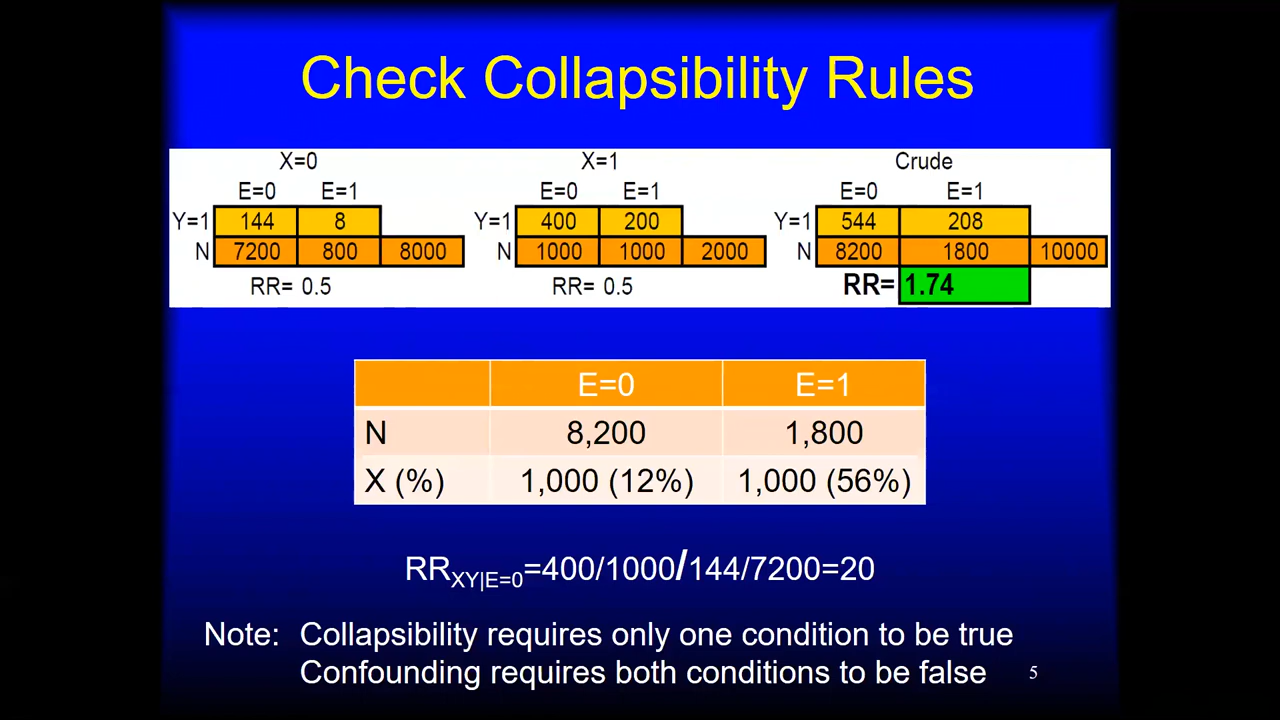 Check Collapsibility Rules
X=0 X=1 Crude
E=0 E=1 E=0 E=1 E=0 E=1
Y=1 144 8 Y=1 400 200 Y=1 544 208
N 7200 800 8000 N 1000 1000 2000 N 8200 1800 10000
RR= 0.5 RR= 0.5 RR= 1.74
E=0 E=1
N 8,200 1,800
X (%) 1,000 (12%) 1,000 (56%)
RRXY|E=0=400/1000/144/7200=20
Note: Collapsibility requires only one condition to be true
Confounding requires both conditions to be false 5